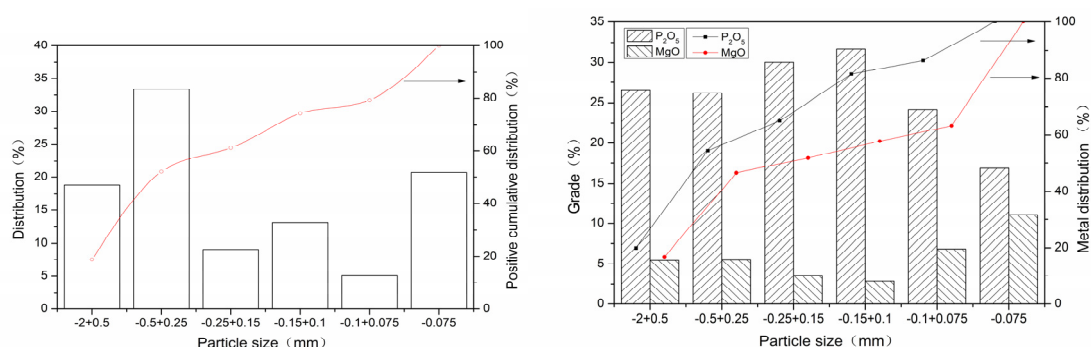 40
35
30
25
20
15
10
5
0
Distribution (%)
100
80
60
40
20
0
Positive cumulative distribution (%)
-2+0.5 -0.5+0.25 -0.25+0.15 -0.15+0.1 -0.1+0.075 -0.075
Particle size (mm)
35
30
25
20
15
10
5
0
Grade (%)
P₂O₅ P₂O₅
MgO MgO
100
80
60
40
20
0
Metal distribution (%)
-2+0.5 -0.5+0.25 -0.25+0.15 -0.15+0.1 -0.1+0.075 -0.075
Particle size (mm)